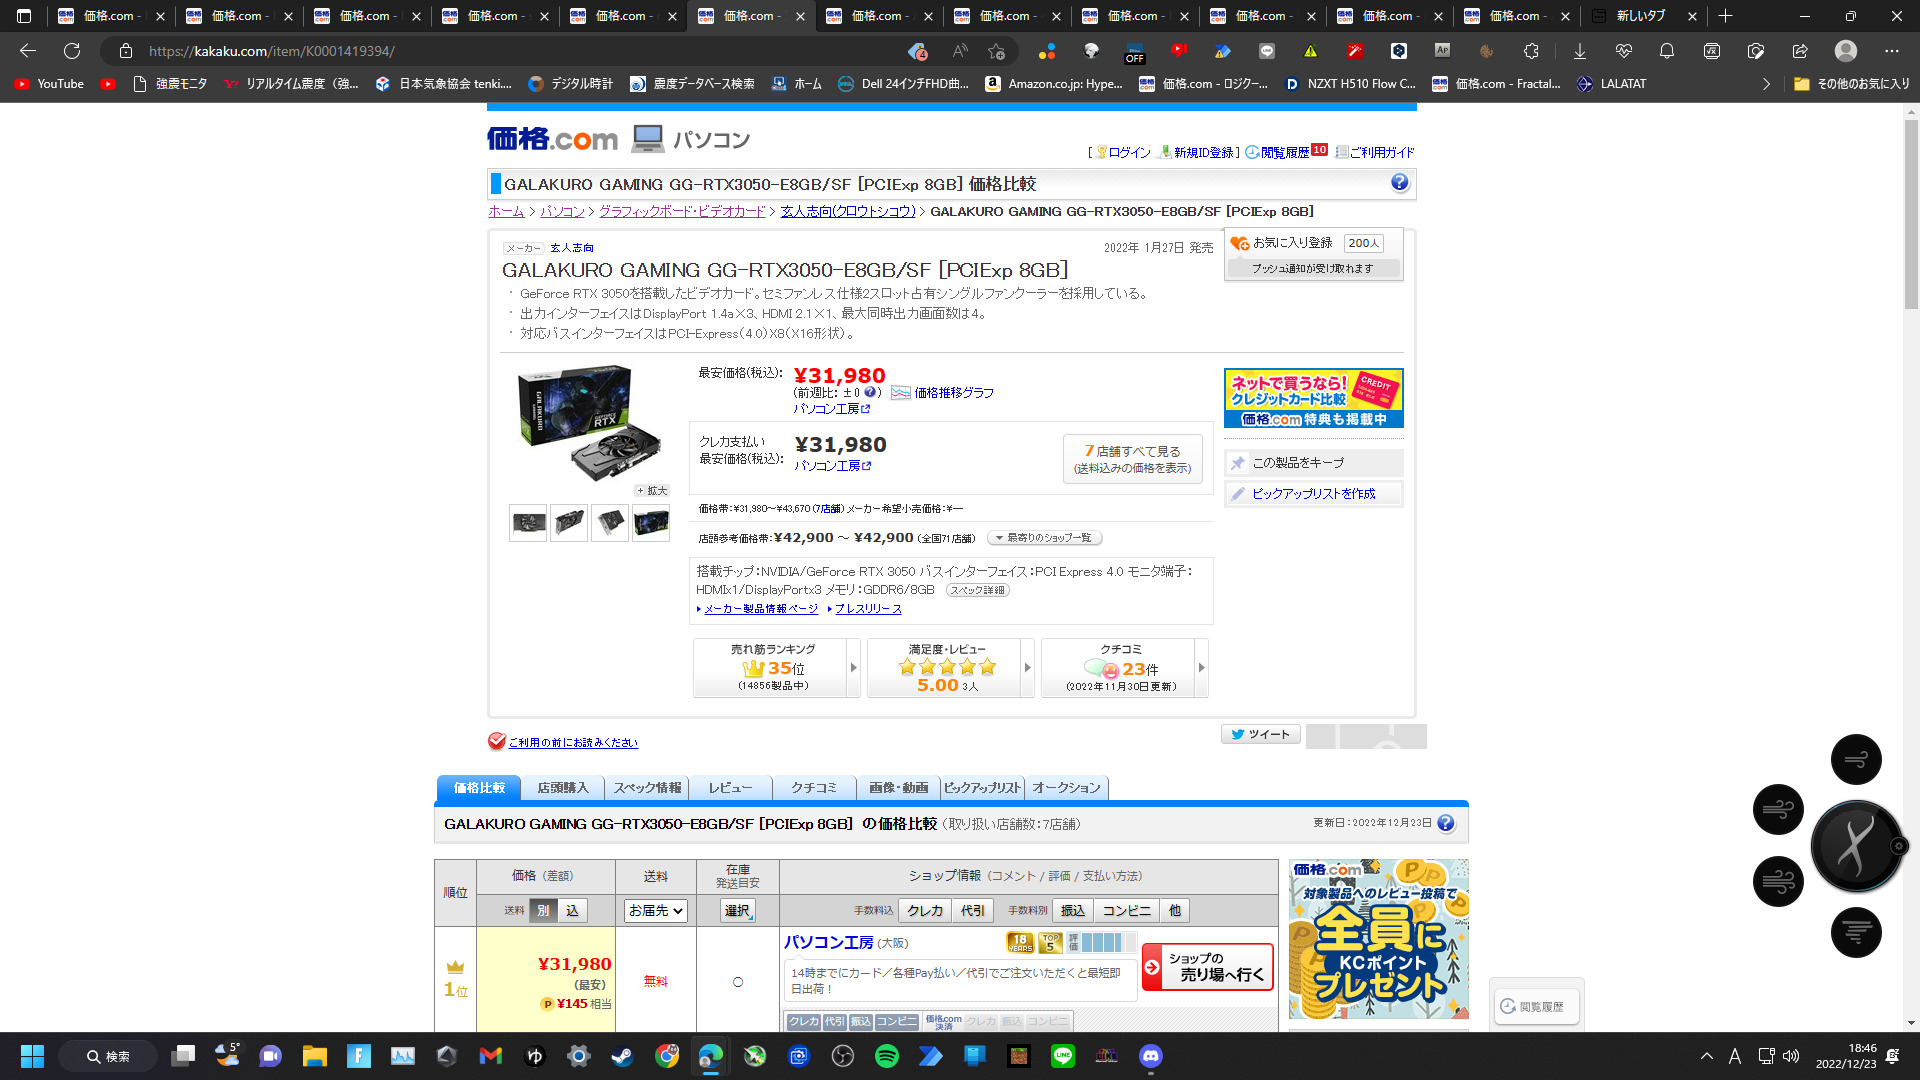 価格.com -
価格.com -
価格.com -
価格.com -
価格.com -
価格.com -
価格.com -
価格.com -
価格.com -
価格.com -
価格.com -
価格.com -
新しいタブ
https://kakaku.com/item/K0001419394/
4
OFF
AP
YouTube
強震モニタ
リアルタイム震度（強...
日本気象協会 tenki....
デジタル時計
震度データベース検索
ホーム
Dell 24インチFHD曲...
Amazon.co.jp: Hype...
価格.com - ロジクー...
NZXT H510 Flow C...
価格.com - Fractal...
LALATAT
その他のお気に入り
価格.com パソコン
[ ログイン 新規ID登録 ] 閲覧履歴 10 ご利用ガイド
GALAKURO GAMING GG-RTX3050-E8GB/SF [PCIExp 8GB] 価格比較
ホーム > パソコン > グラフィックボード・ビデオカード > 玄人志向(クロウトシコウ) > GALAKURO GAMING GG-RTX3050-E8GB/SF [PCIExp 8GB]
メーカー 玄人志向
2022年 1月27日 発売
お気に入り登録 200人
プッシュ通知が受け取れます
GALAKURO GAMING GG-RTX3050-E8GB/SF [PCIExp 8GB]
・ GeForce RTX 3050を搭載したビデオカード。セミファンレス仕様2スロット占有シングルファンクーラーを採用している。
・ 出力インターフェイスはDisplayPort 1.4a×3、HDMI 2.1×1、最大同時出力画面数は4。
・ 対応バスインターフェイスはPCI-Express(4.0)X8(X16形状)。
最安価格(税込)： ¥31,980
(前週比：±0 ) 価格推移グラフ
パソコン工房
クレカ支払い
最安価格(税込)：
¥31,980
パソコン工房
7店舗すべて見る
(送料込みの価格を表示)
+ 拡大
価格帯：¥31,980～¥43,670 (7店舗) メーカー希望小売価格：¥―
店頭参考価格帯：¥42,900 ～ ¥42,900 (全国71店舗) 最寄りのショップ一覧
搭載チップ：NVIDIA/GeForce RTX 3050 バスインターフェイス：PCI Express 4.0 モニタ端子：
HDMIx1/DisplayPortx3 メモリ：GDDR6/8GB スペック詳細
メーカー製品情報ページ プレスリリース
ネットで買うなら!
クレジットカード比較
CREDIT
価格.com 特典も掲載中
この製品をキープ
ピックアップリストを作成
売れ筋ランキング
35位
(14856製品中)
満足度・レビュー
5.00 3人
クチコミ
23件
(2022年11月30日更新)
ご利用の前にお読みください
ツイート
価格比較
店頭購入
スペック情報
レビュー
クチコミ
画像・動画
ピックアップリスト
オークション
GALAKURO GAMING GG-RTX3050-E8GB/SF [PCIExp 8GB] の価格比較 (取り扱い店舗数：7店舗)
更新日：2022年12月23日
順位
価格 (差額)
送料 別 込
送料
お届先
在庫
発送目安
選択
ショップ情報 (コメント / 評価 / 支払い方法)
手数料込 クレカ 代引 手数料別 振込 コンビニ 他
1位
¥31,980
(最安)
P ¥145 相当
無料
○
パソコン工房 (大阪)
18 YEARS
TOP 5
評価
14時までにカード／各種Pay払い／代引でご注文いただくと最短即
日出荷！
クレカ 代引 振込 コンビニ 価格.com 決済 クレカ 振込 コンビニ
ショップの
売り場へ行く
価格.com
対象製品へのレビュー投稿で
全員に
KCポイント
プレゼント
閲覧履歴
検索
5°
A
18:46
2022/12/23